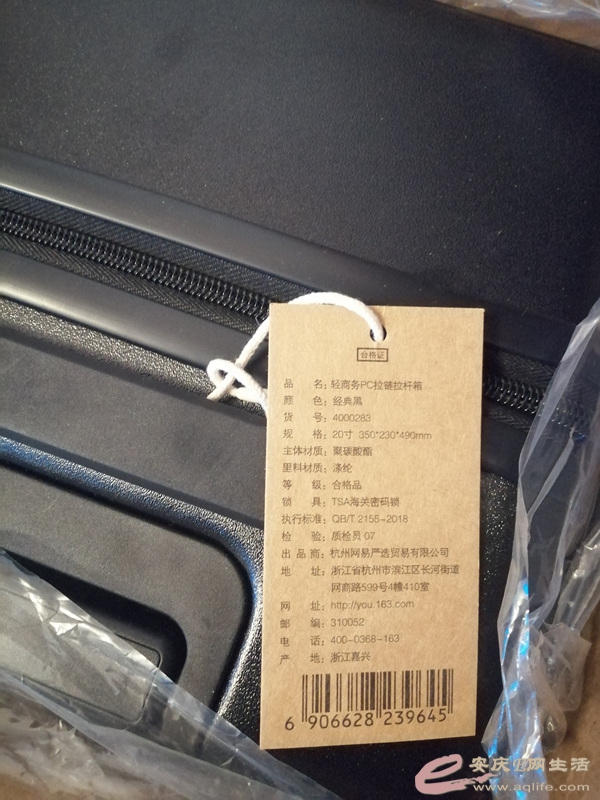 合格证
品 名：轻商务PC拉链拉杆箱
颜 色：经典黑
货 号：4000283
规 格：20寸 350*230*490mm
主体材质：聚碳酸酯
里料材质：涤纶
等 级：合格品
锁 具：TSA海关密码锁
执行标准：QB/T 2155-2018
检 验：质检员 07
出 品 商：杭州网易严选贸易有限公司
地 址：浙江省杭州市滨江区长河街道
网商路599号4幢410室
网 址：http://you.163.com
邮 编：310052
电 话：400-0368-163
产 地：浙江嘉兴
6 906628 239645
安庆E网生活
www.aqlife.com